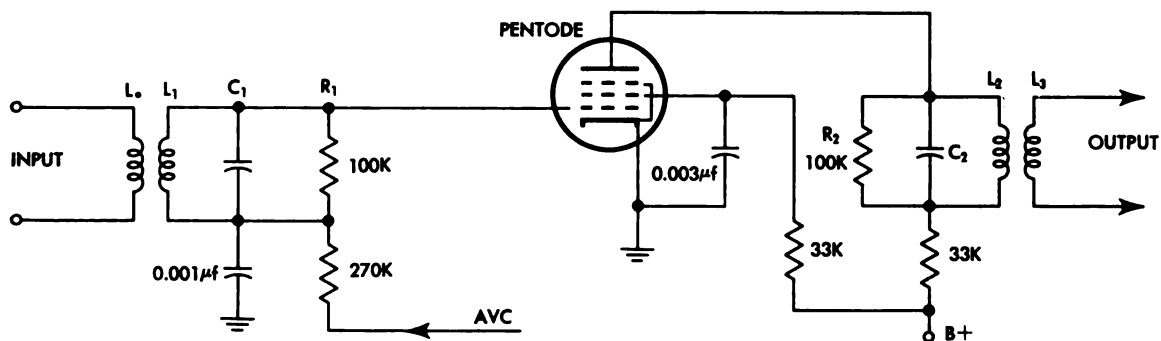 PENTODE
L₀ L₁ C₁ R₁
INPUT
100K
0.001μf
270K
AVC
0.003μf
33K
R₂
100K
C₂
L₂ L₃
OUTPUT
33K
B+